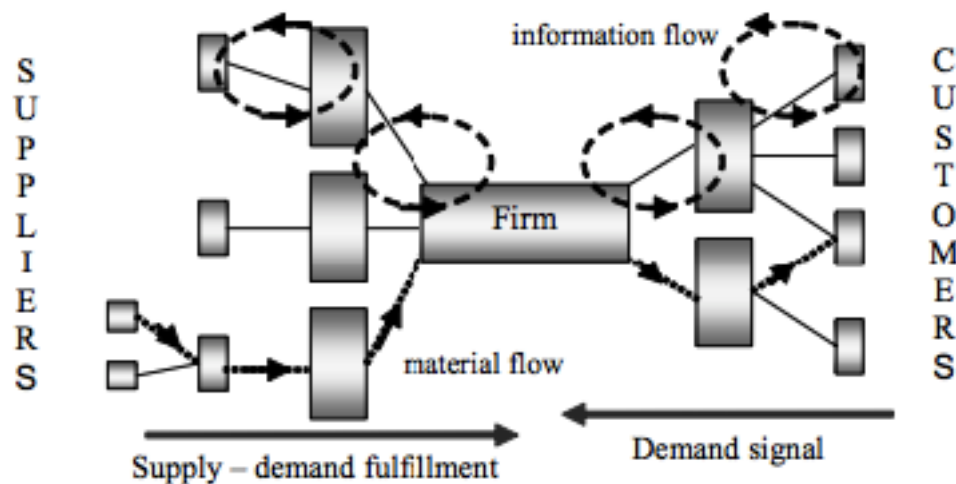 information flow
SUPPLIERS
CUSTOMERS
Firm
material flow
Supply – demand fulfillment
Demand signal